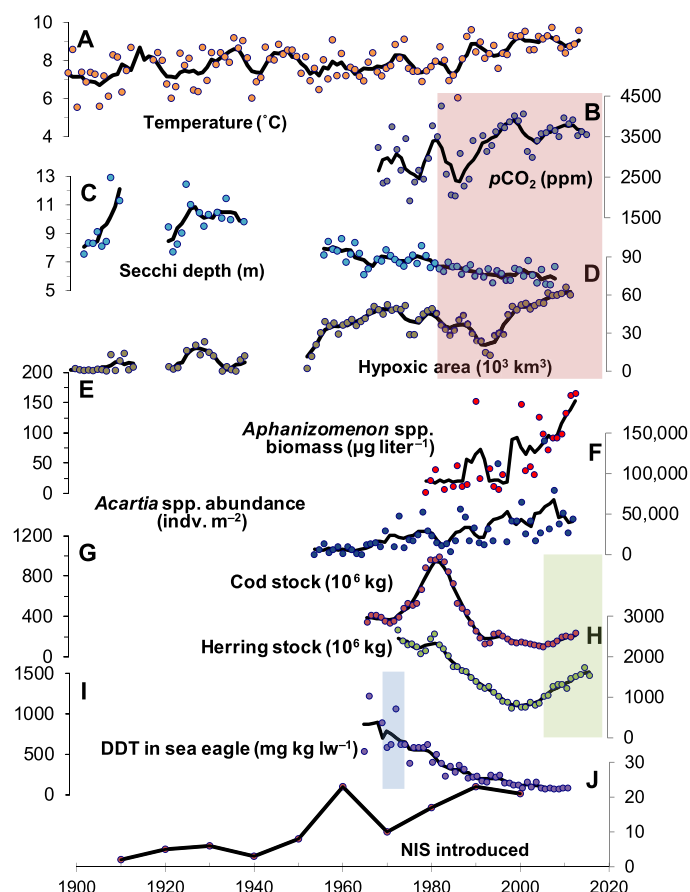 10
A
8
6
4
Temperature (˚C)
4500
B
3500
pCO2 (ppm)
2500
1500
13
C
11
9
7
5
Secchi depth (m)
90
D
60
30
0
Hypoxic area (10³ km³)
200
E
150
100
50
0
Aphanizomenon spp.
biomass (µg liter⁻¹)
150,000
F
100,000
50,000
0
Acartia spp. abundance
(indv. m⁻²)
1200
G
800
400
0
Cod stock (10⁶ kg)
3000
H
2000
1000
0
Herring stock (10⁶ kg)
1500
I
1000
500
0
DDT in sea eagle (mg kg lw⁻¹)
30
J
20
10
0
NIS introduced
1900 1920 1940 1960 1980 2000 2020